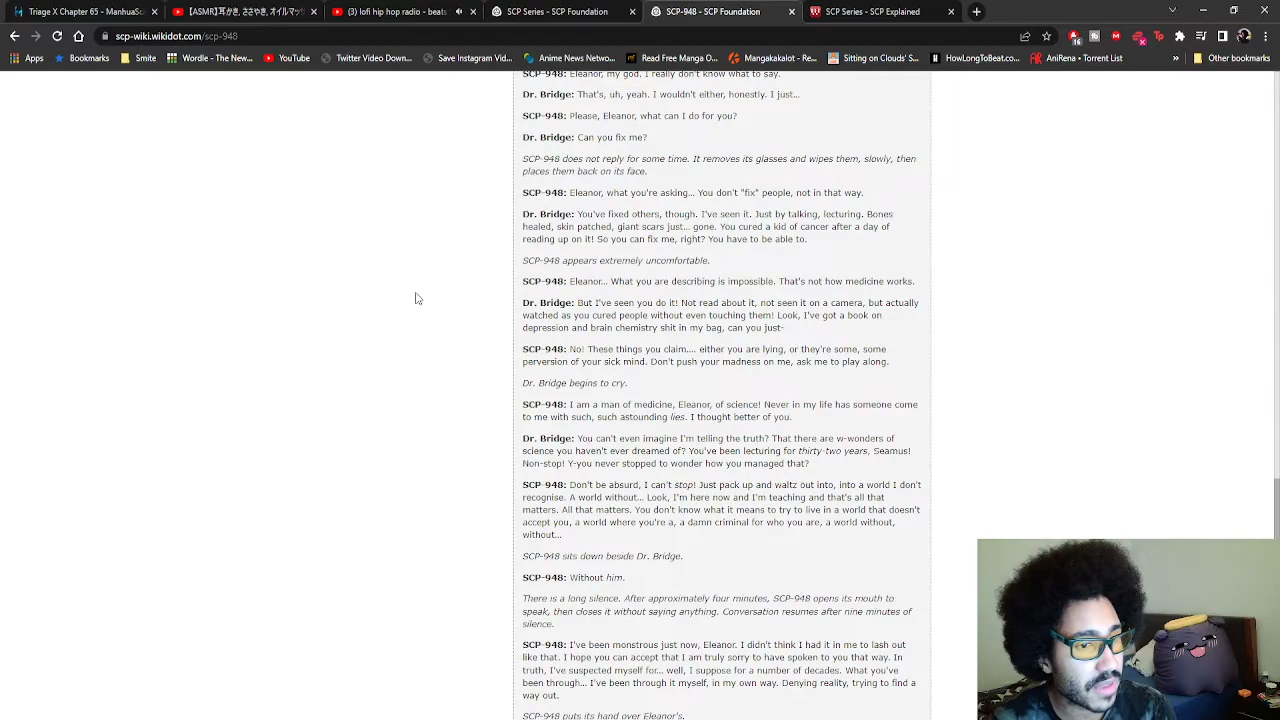 Triage X Chapter 65 - ManhuaSc
【ASMR】耳かき、ささやき、オイルマッ
(3) lofi hip hop radio - beats
SCP Series - SCP Foundation
SCP-948 - SCP Foundation
SCP Series - SCP Explained
scp-wiki.wikidot.com/scp-948
16
Apps
Bookmarks
Smite
Wordle - The New...
YouTube
Twitter Video Down...
Save Instagram Vid...
Anime News Netwo...
Read Free Manga O...
Mangakakalot - Re...
Sitting on Clouds' S...
HowLongToBeat.co...
AniRena • Torrent List
»
Other bookmarks
SCP-948: Eleanor, my god. I really don't know what to say.
Dr. Bridge: That's, uh, yeah. I wouldn't either, honestly. I just...
SCP-948: Please, Eleanor, what can I do for you?
Dr. Bridge: Can you fix me?
SCP-948 does not reply for some time. It removes its glasses and wipes them, slowly, then
places them back on its face.
SCP-948: Eleanor, what you're asking... You don't "fix" people, not in that way.
Dr. Bridge: You've fixed others, though. I've seen it. Just by talking, lecturing. Bones
healed, skin patched, giant scars just... gone. You cured a kid of cancer after a day of
reading up on it! So you can fix me, right? You have to be able to.
SCP-948 appears extremely uncomfortable.
SCP-948: Eleanor... What you are describing is impossible. That's not how medicine works.
Dr. Bridge: But I've seen you do it! Not read about it, not seen it on a camera, but actually
watched as you cured people without even touching them! Look, I've got a book on
depression and brain chemistry shit in my bag, can you just-
SCP-948: No! These things you claim.... either you are lying, or they're some, some
perversion of your sick mind. Don't push your madness on me, ask me to play along.
Dr. Bridge begins to cry.
SCP-948: I am a man of medicine, Eleanor, of science! Never in my life has someone come
to me with such, such astounding lies. I thought better of you.
Dr. Bridge: You can't even imagine I'm telling the truth? That there are w-wonders of
science you haven't ever dreamed of? You've been lecturing for thirty-two years, Seamus!
Non-stop! Y-you never stopped to wonder how you managed that?
SCP-948: Don't be absurd, I can't stop! Just pack up and waltz out into, into a world I don't
recognise. A world without... Look, I'm here now and I'm teaching and that's all that
matters. All that matters. You don't know what it means to try to live in a world that doesn't
accept you, a world where you're a, a damn criminal for who you are, a world without,
without...
SCP-948 sits down beside Dr. Bridge.
SCP-948: Without him.
There is a long silence. After approximately four minutes, SCP-948 opens its mouth to
speak, then closes it without saying anything. Conversation resumes after nine minutes of
silence.
SCP-948: I've been monstrous just now, Eleanor. I didn't think I had it in me to lash out
like that. I hope you can accept that I am truly sorry to have spoken to you that way. In
truth, I've suspected myself for... well, I suppose for a number of decades. What you've
been through... I've been through it myself, in my own way. Denying reality, trying to find a
way out.
SCP-948 puts its hand over Eleanor's.